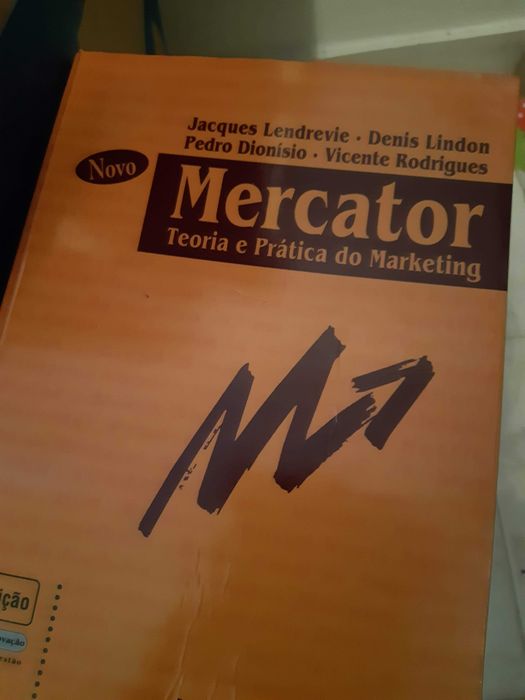 Jacques Lendrevie · Denis Lindon
Pedro Dionísio · Vicente Rodrigues
Novo
Mercator
Teoria e Prática do Marketing